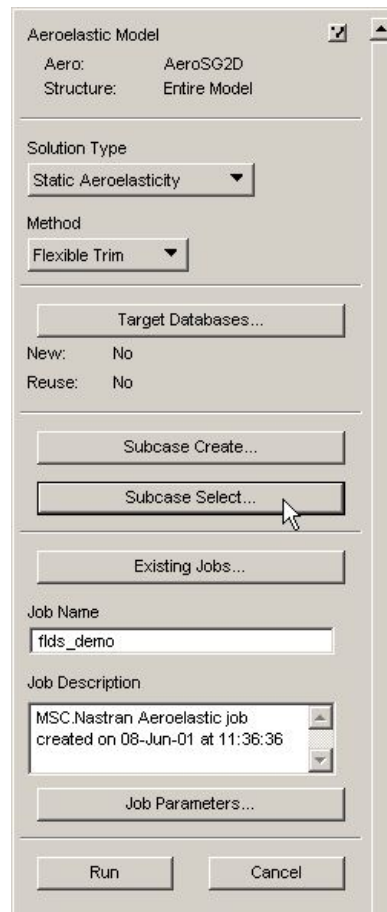 Aeroelastic Model
Aero: AeroSG2D
Structure: Entire Model
Solution Type
Static Aeroelasticity
Method
Flexible Trim
Target Databases...
New: No
Reuse: No
Subcase Create...
Subcase Select...
Existing Jobs...
Job Name
flds_demo
Job Description
MSC.Nastran Aeroelastic job
created on 08-Jun-01 at 11:36:36
Job Parameters...
Run Cancel